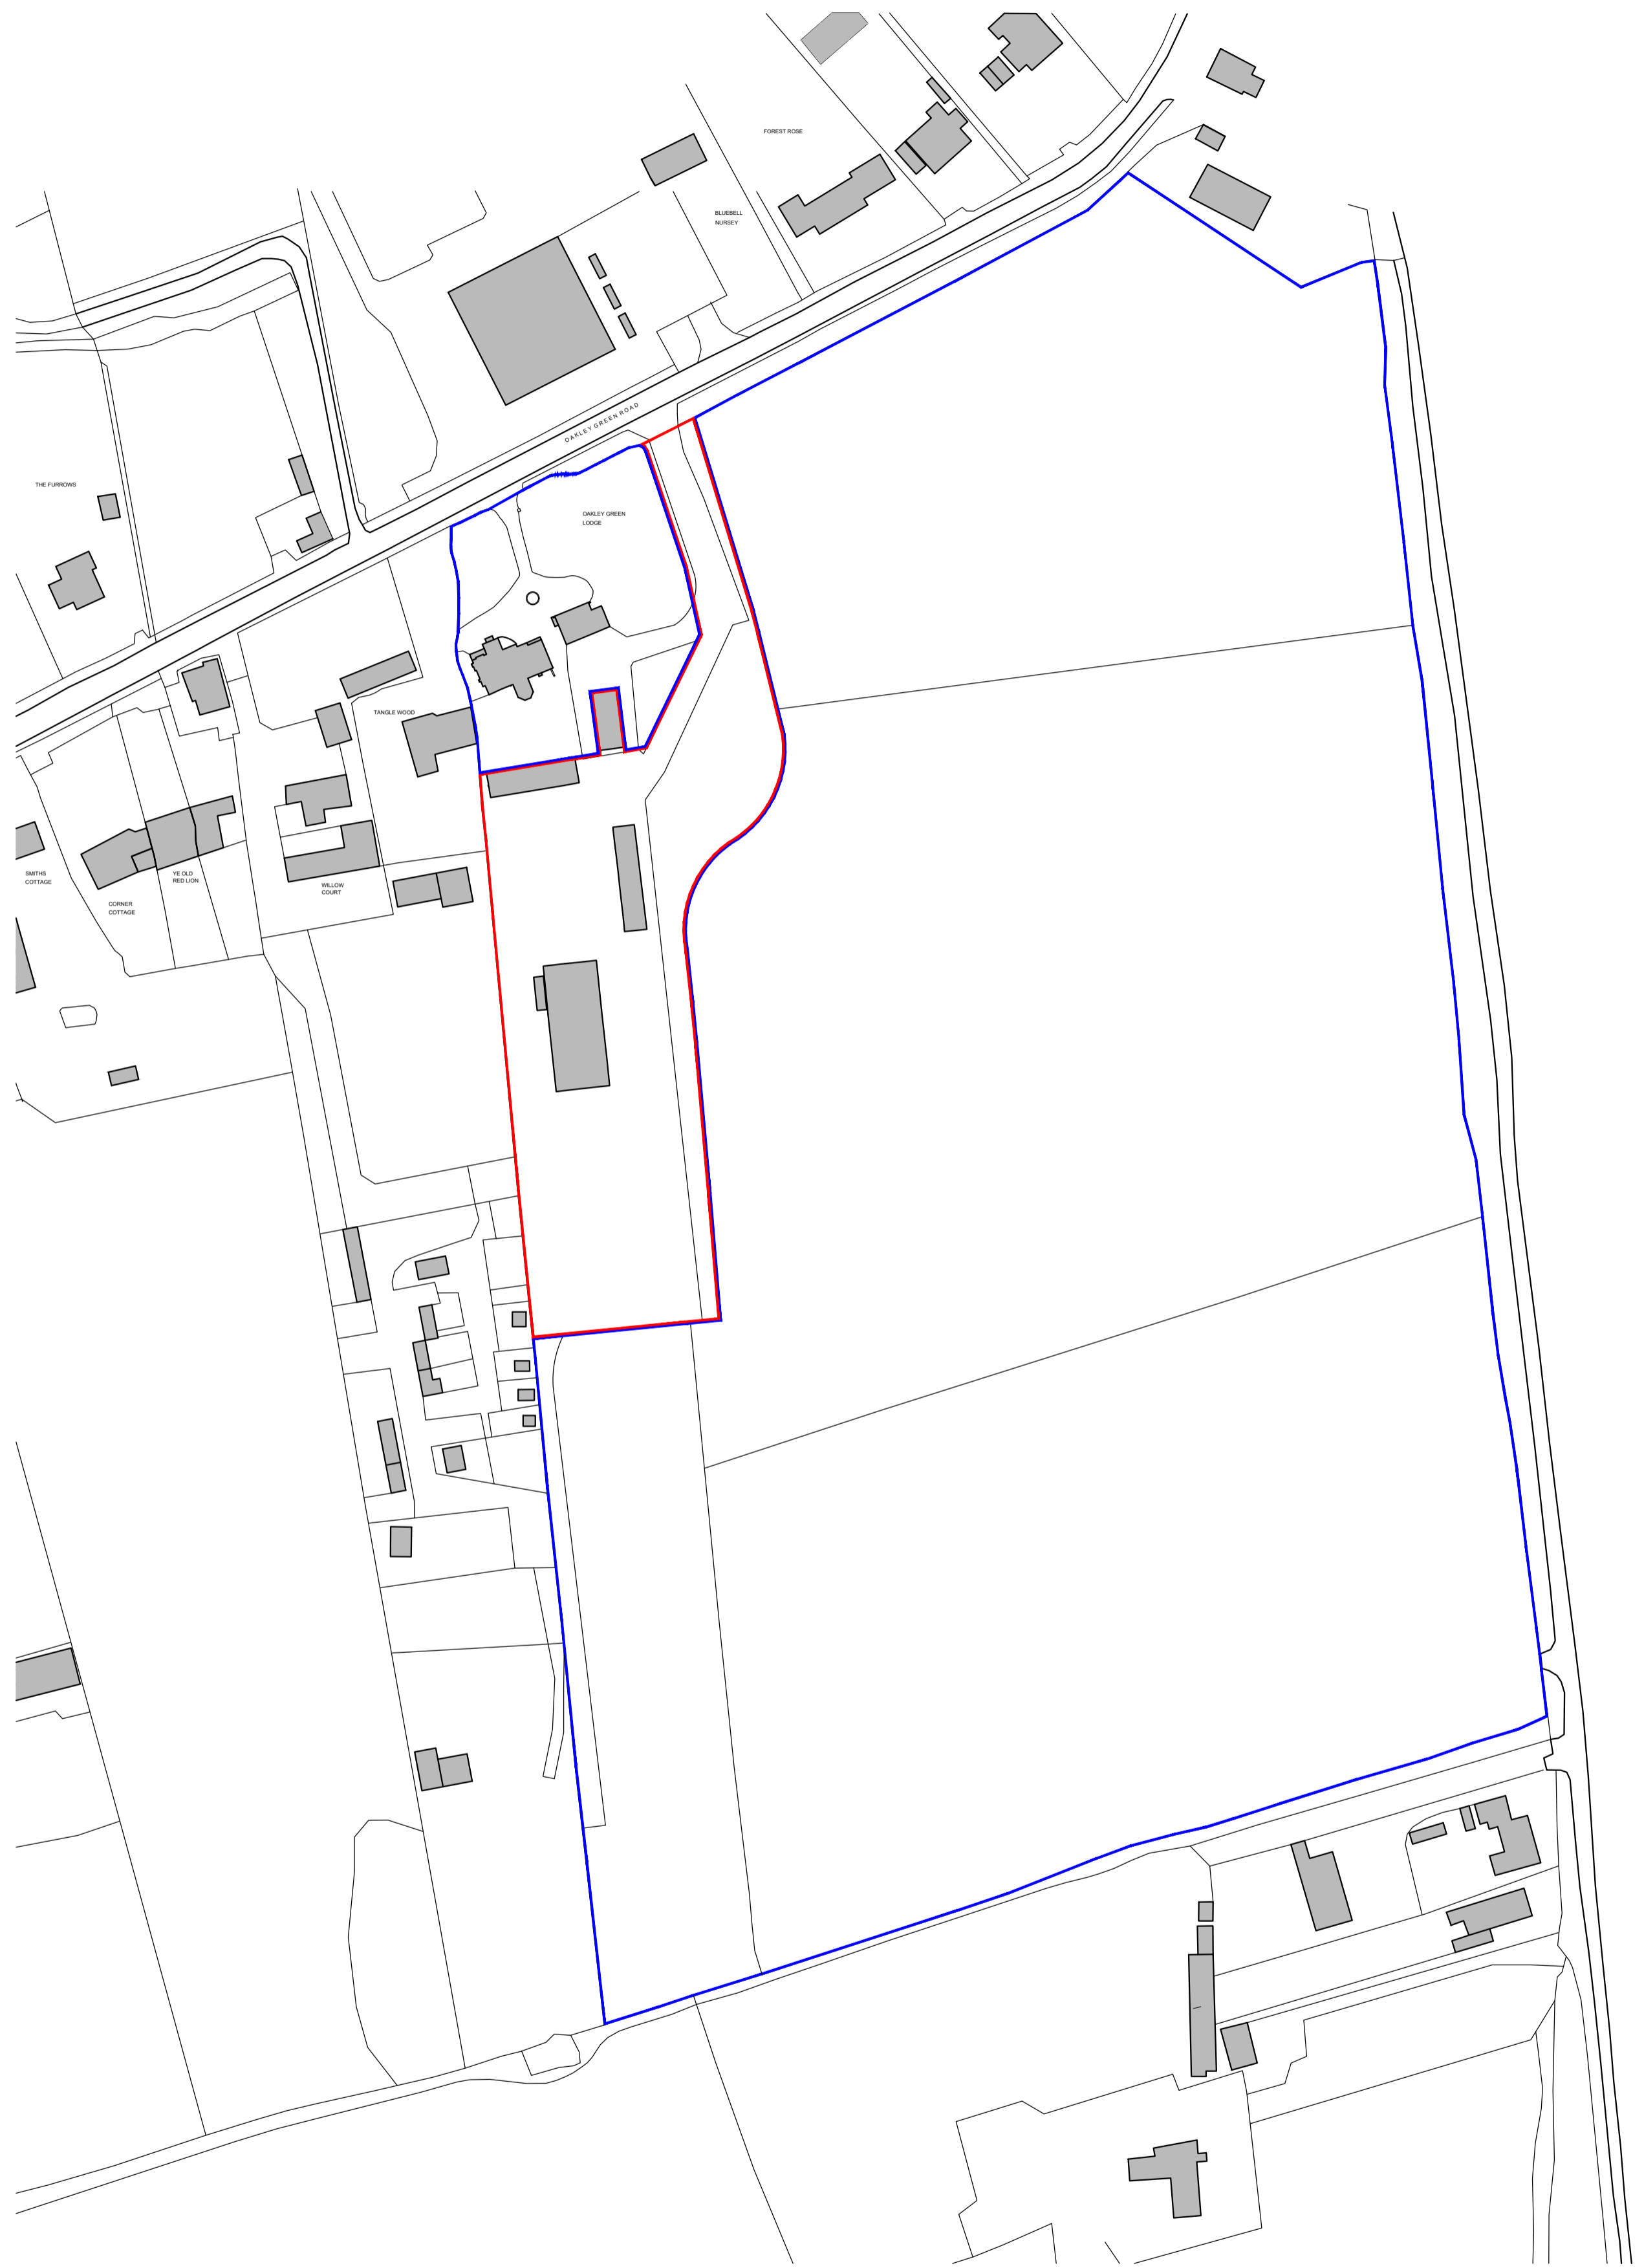 FOREST ROSE
BLUEBELL
NURSEY
OAKLEY GREEN ROAD
THE FURROWS
OAKLEY GREEN
LODGE
TANGLE WOOD
SMITHS
COTTAGE
YE OLD
RED LION
WILLOW
COURT
CORNER
COTTAGE